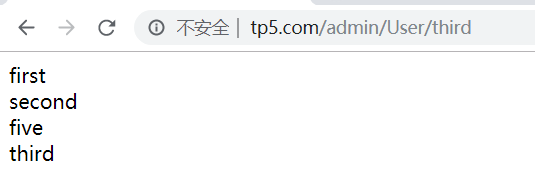 不安全 | tp5.com/admin/User/third
first
second
five
third